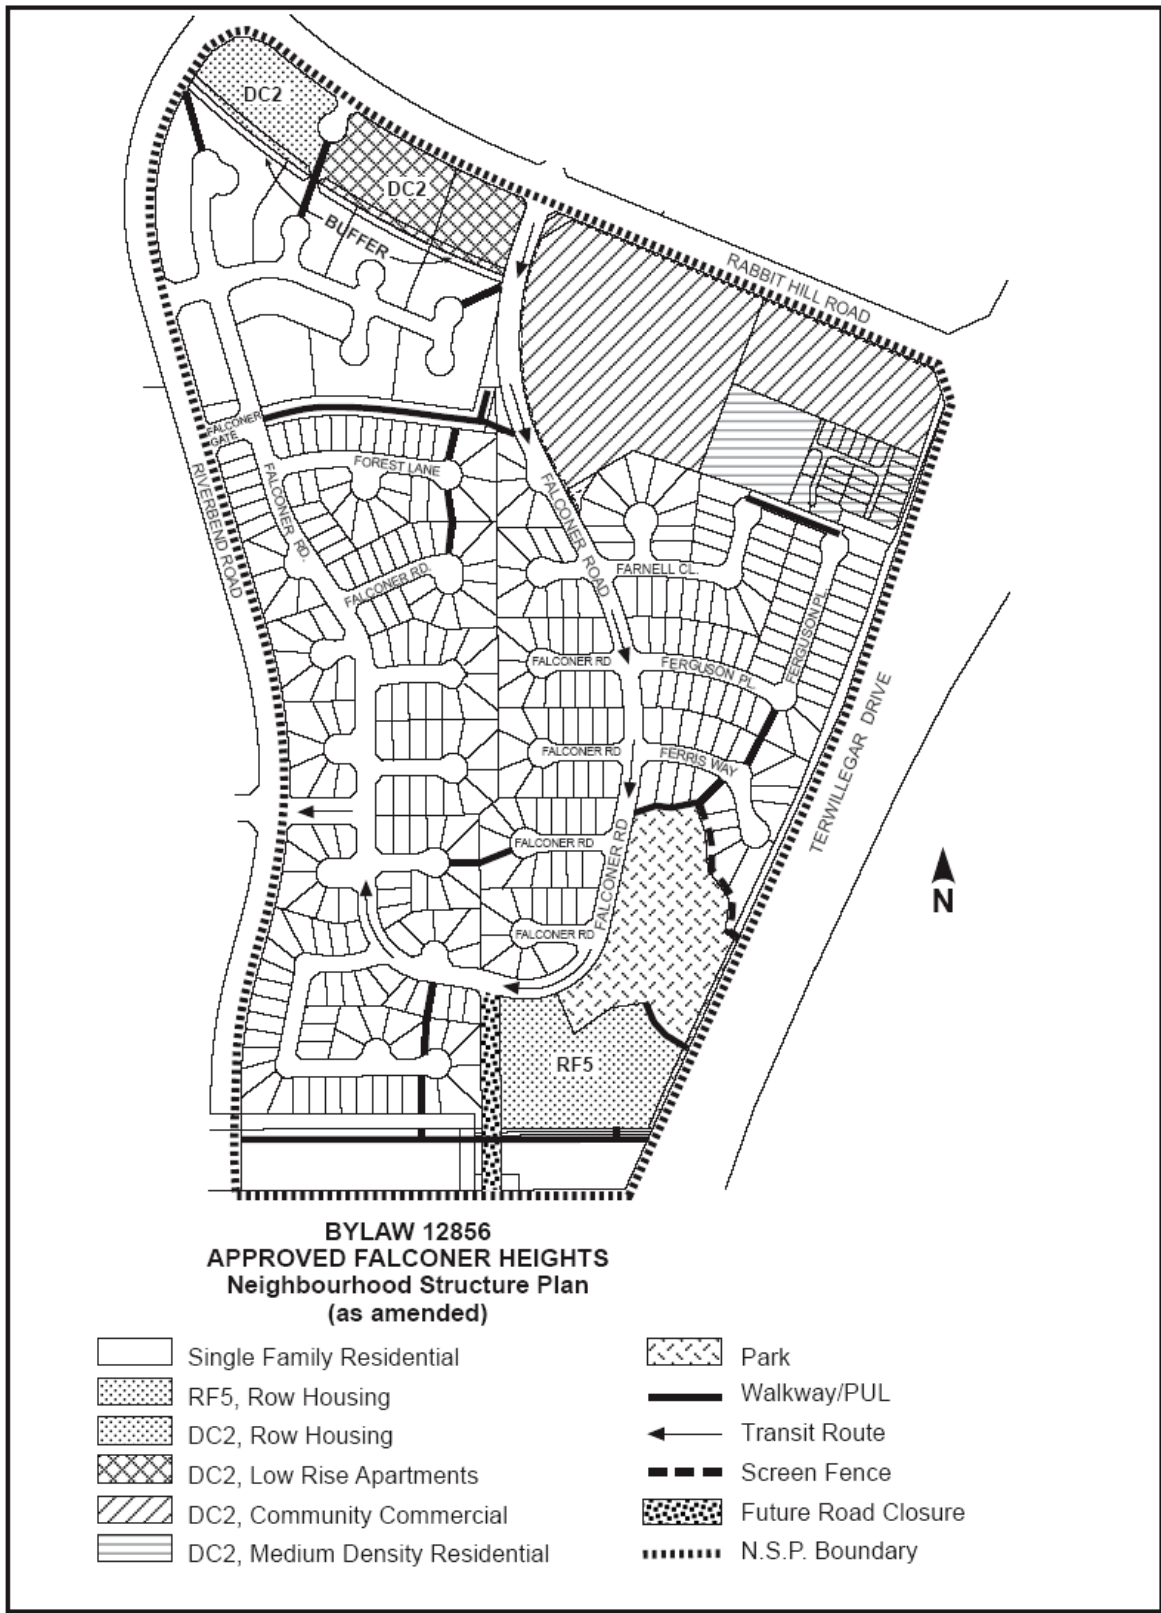 DC2
DC2
BUFFER
RABBIT HILL ROAD
FALCONER
GATE
FOREST LANE
FALCONER RD.
RIVERBEND ROAD
FALCONER ROAD
FALCONER RD.
FARNELL CL.
FERGUSON PL.
FALCONER RD
FERGUSON PL.
FALCONER RD
FERRIS WAY
TERWILLEGAR DRIVE
FALCONER RD
FALCONER RD
FALCONER RD
N
RF5
BYLAW 12856
APPROVED FALCONER HEIGHTS
Neighbourhood Structure Plan
(as amended)
Single Family Residential
RF5, Row Housing
DC2, Row Housing
DC2, Low Rise Apartments
DC2, Community Commercial
DC2, Medium Density Residential
Park
Walkway/PUL
Transit Route
Screen Fence
Future Road Closure
N.S.P. Boundary